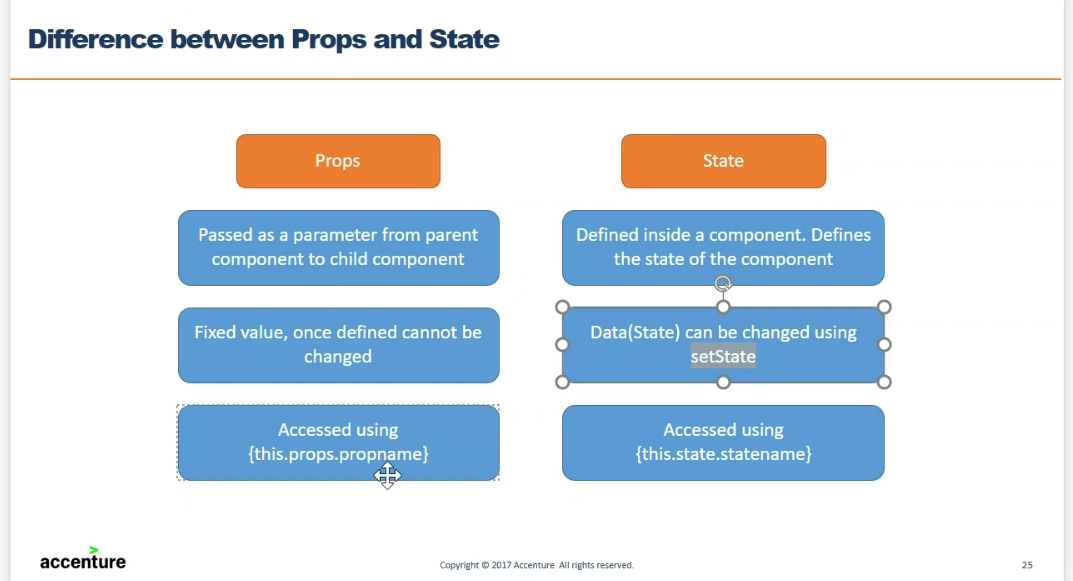 Difference between Props and State
Props
State
Passed as a parameter from parent
component to child component
Defined inside a component. Defines
the state of the component
Fixed value, once defined cannot be
changed
Data(State) can be changed using
setState
Accessed using
{this.props.propname}
Accessed using
{this.state.statename}
accenture
Copyright © 2017 Accenture All rights reserved.
25